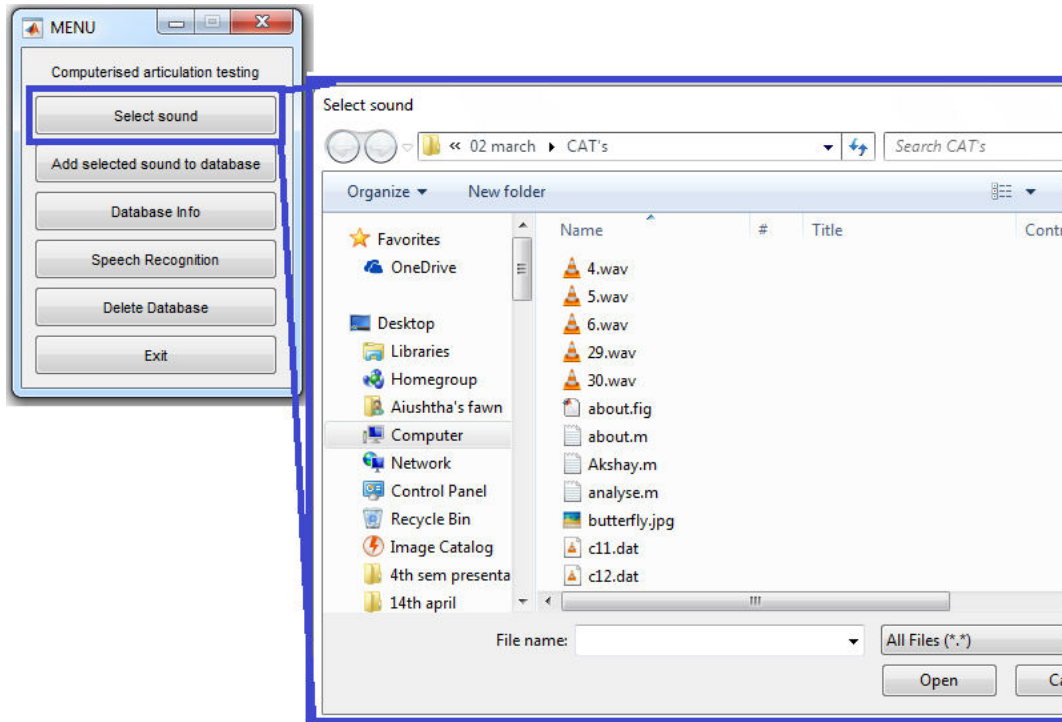 MENU
Computerised articulation testing
Select sound
Add selected sound to database
Database Info
Speech Recognition
Delete Database
Exit
Select sound
« 02 march ▸ CAT's
Search CAT's
Organize
New folder
Name
#
Title
Contr
Favorites
OneDrive
Desktop
Libraries
Homegroup
Aiushtha's fawn
Computer
Network
Control Panel
Recycle Bin
Image Catalog
4th sem presenta
14th april
4.wav
5.wav
6.wav
29.wav
30.wav
about.fig
about.m
Akshay.m
analyse.m
butterfly.jpg
c11.dat
c12.dat
File name:
All Files (*.*)
Open
Ca